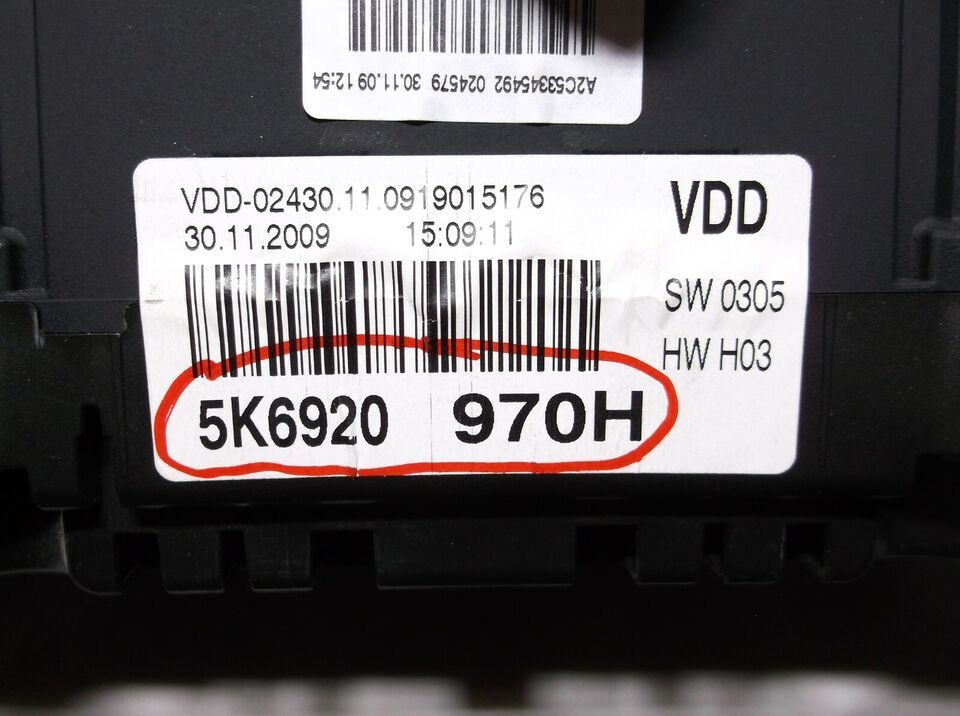 A2C53345492 024579 30.11.09 12:54
VDD-02430.11.0919015176
30.11.2009 15:09:11
VDD
SW 0305
HW H03
5K6920 970H